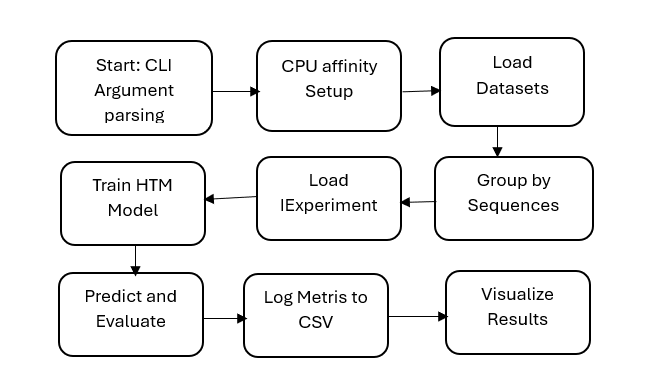 Start: CLI
Argument
parsing
CPU affinity
Setup
Load
Datasets
Group by
Sequences
Load
IExperiment
Train HTM
Model
Predict and
Evaluate
Log Metris to
CSV
Visualize
Results